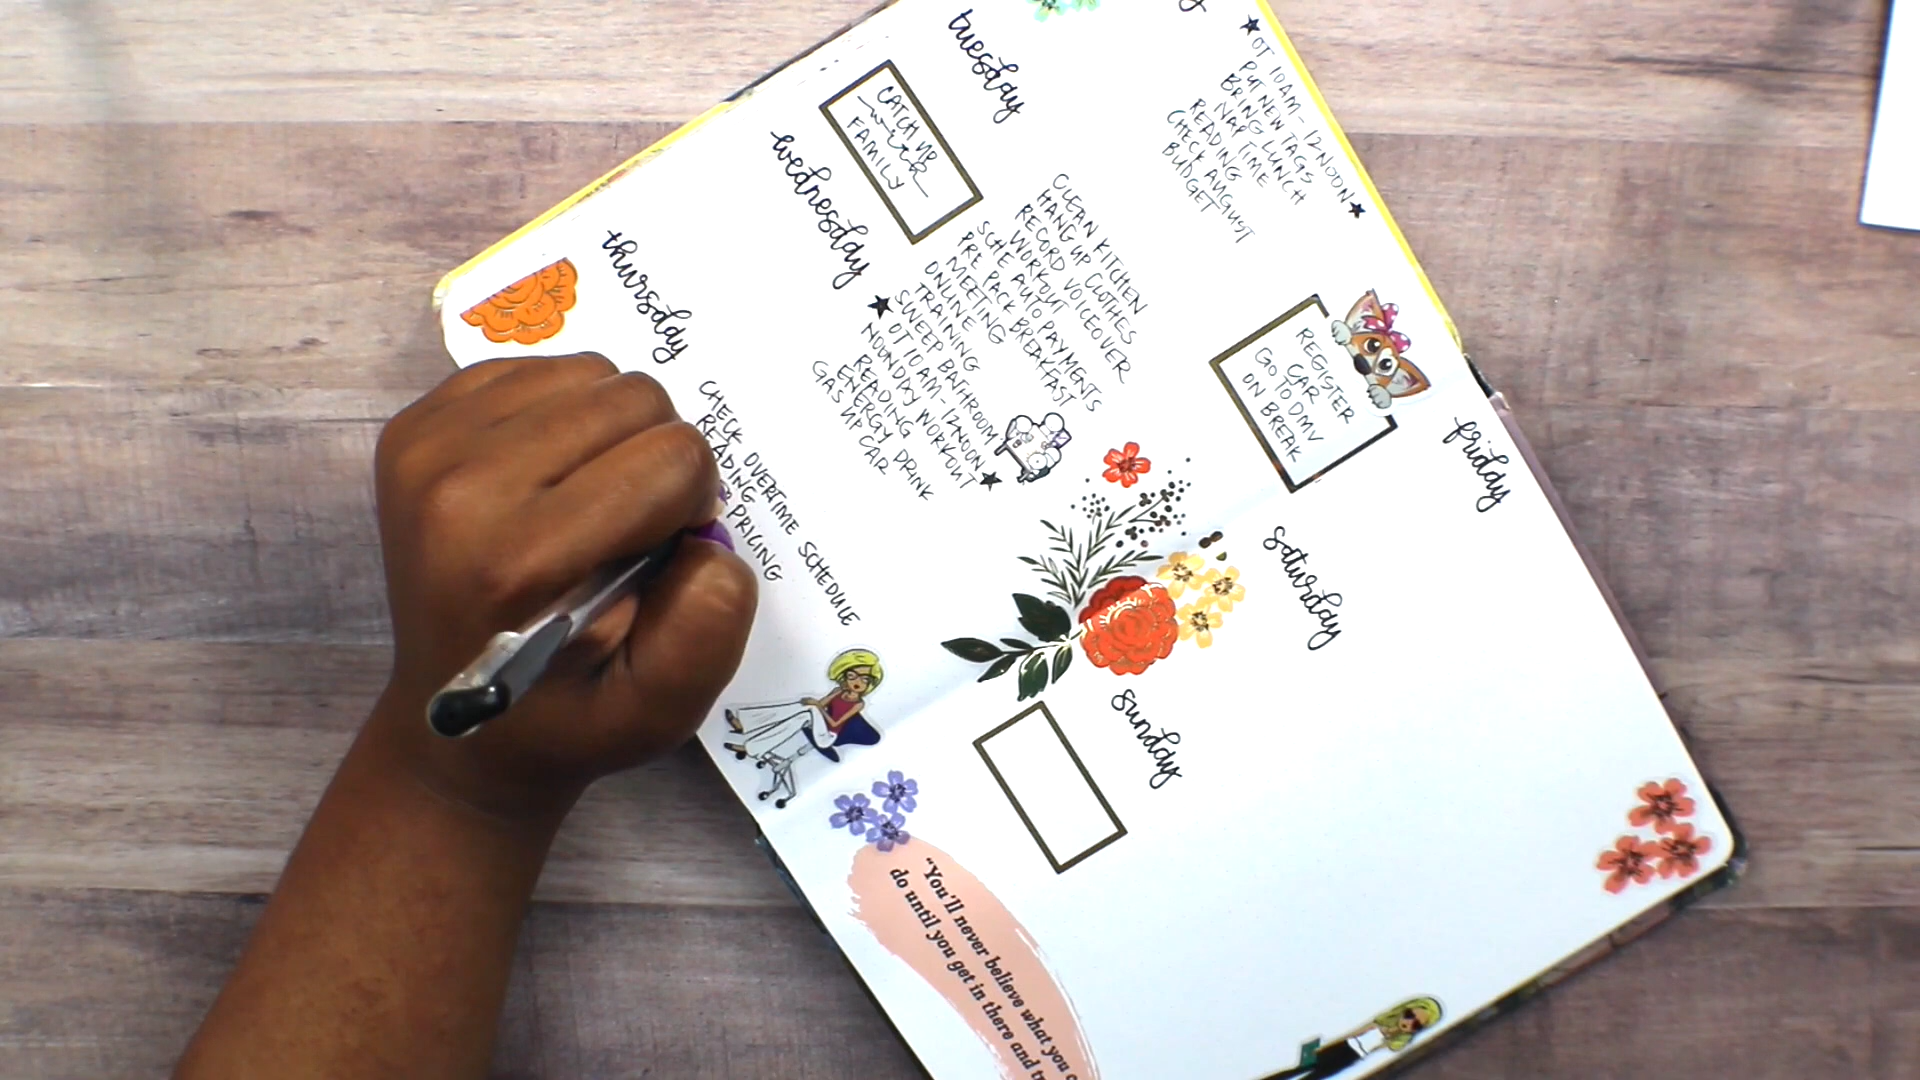 tuesday
CATCH UP
WITH
FAMILY
★ OT 10AM - 12NOON ★
PUT NEW TAGS
BRING LUNCH
NAP TIME
READING
CHECK AUGUST
BUDGET
wednesday
CLEAN KITCHEN
HANG UP CLOTHES
RECORD VOICEOVER
WORKOUT
SCHE AUTO PAYMENTS
PRE PACK BREAKFAST
MEETING
ONLINE
TRAINING
SWEEP BATHROOM
★ OT 10AM - 12NOON ★
NOONDAY WORKOUT
READING
ENERGY DRINK
GAS UP CAR
REGISTER
CAR
GO TO DMV
ON BREAK
thursday
CHECK OVERTIME SCHEDULE
READING
PRICING
friday
saturday
sunday
"You'll never believe what you
do until you get in there and